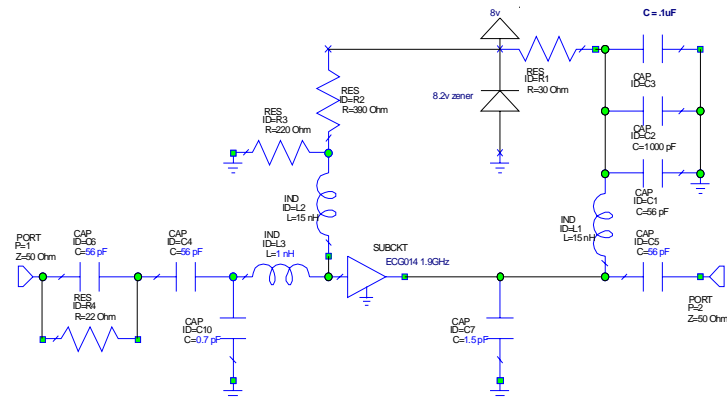 8v
C = .1uF
RES
ID=R1
R=30 Ohm
CAP
ID=C3
RES
ID=R2
R=390 Ohm
8.2v zener
RES
ID=R3
R=220 Ohm
CAP
ID=C2
C=1000 pF
CAP
ID=C1
C=56 pF
IND
ID=L2
L=15 nH
IND
ID=L1
L=15 nH
PORT
P=1
Z=50 Ohm
CAP
ID=C6
C=56 pF
CAP
ID=C4
C=56 pF
IND
ID=L3
L=1 nH
SUBCKT
ECG014 1.9GHz
CAP
ID=C5
C=56 pF
RES
ID=R4
R=22 Ohm
CAP
ID=C10
C=0.7 pF
CAP
ID=C7
C=1.5 pF
PORT
P=2
Z=50 Ohm